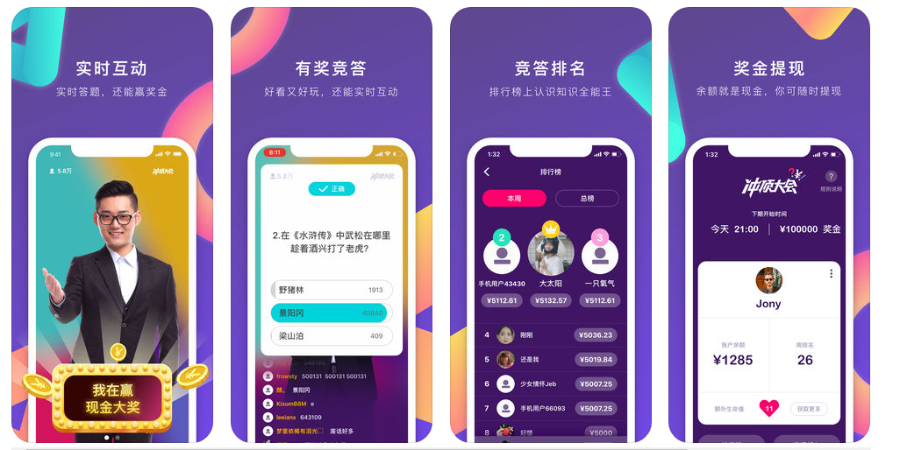 实时互动
实时答题，还能赢奖金
9:41
5.8万
冲顶大会
我在赢
现金大奖
有奖竞答
好看又好玩，还能实时互动
8:11
5.8万
冲顶大会
正确
2.在《水浒传》中武松在哪里
趁着酒兴打了老虎?
野猪林 1913
景阳冈
梁山泊 409
frowsty 500131 500131 500131
颜。 景阳冈
KisumBBM e
leelans 643109
废话好多
竞答排名
排行榜上认识知识全能王
1:32
排行榜
本周 总榜
2 3
手机用户43430 大太阳 一只氧气
¥5112.61 ¥5132.57 ¥5112.61
4 刚刚 ¥5036.23
5 还是我 ¥5019.84
6 少女情怀Jeb ¥5007.25
7 手机用户66093 ¥5007.25
8 好想 ¥5000
奖金提现
余额就是现金，你可随时提现
1:32
冲顶大会
?
规则说明
下期开始时间
今天 21:00 ¥100000 奖金
Jony
账户余额 周排名
¥1285 26
额外生命值 11 获取更多